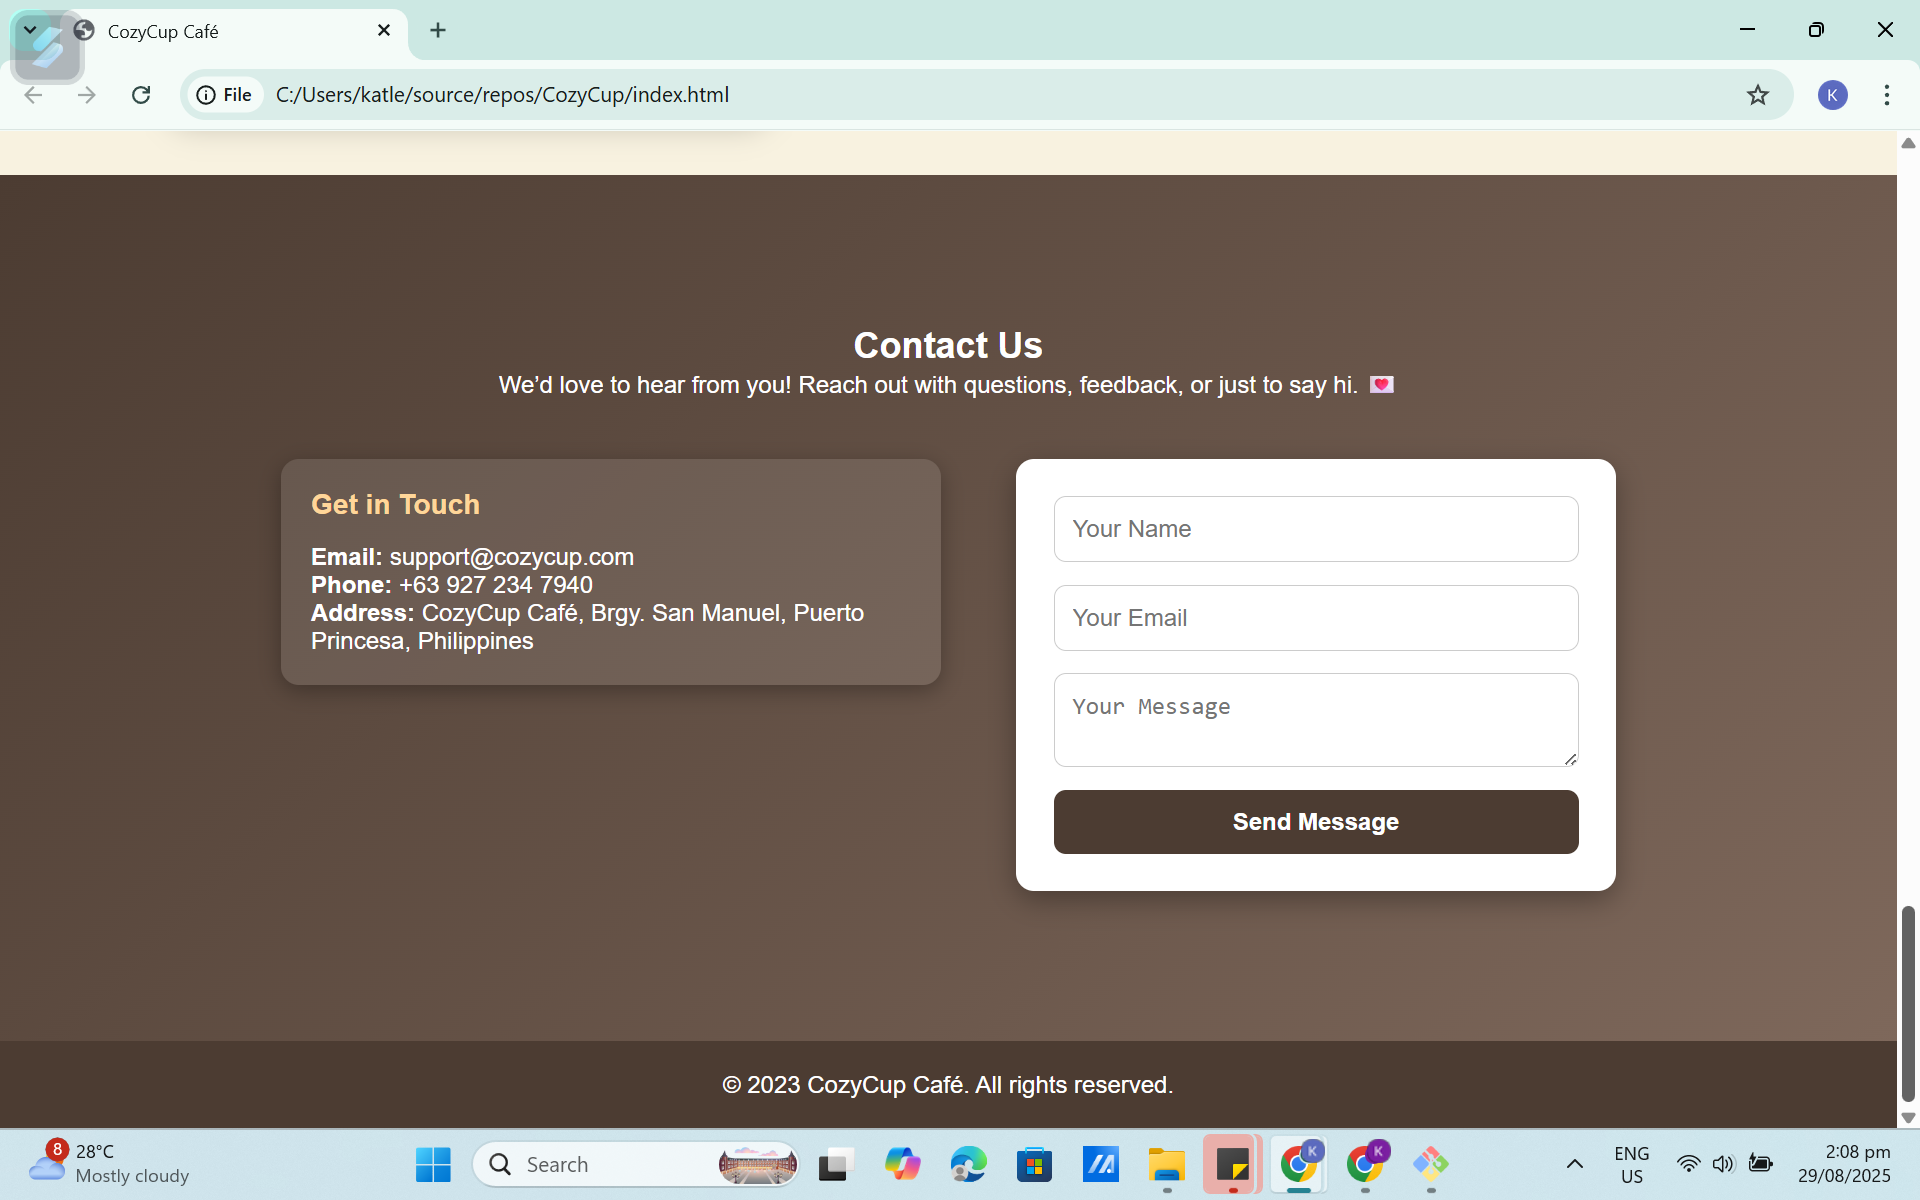 CozyCup Café
File
C:/Users/katle/source/repos/CozyCup/index.html
K
Contact Us
We’d love to hear from you! Reach out with questions, feedback, or just to say hi. 💌
Get in Touch
Email: support@cozycup.com
Phone: +63 927 234 7940
Address: CozyCup Café, Brgy. San Manuel, Puerto
Princesa, Philippines
Your Name
Your Email
Your Message
Send Message
© 2023 CozyCup Café. All rights reserved.
8
28°C
Mostly cloudy
Search
K
K
ENG
US
2:08 pm
29/08/2025